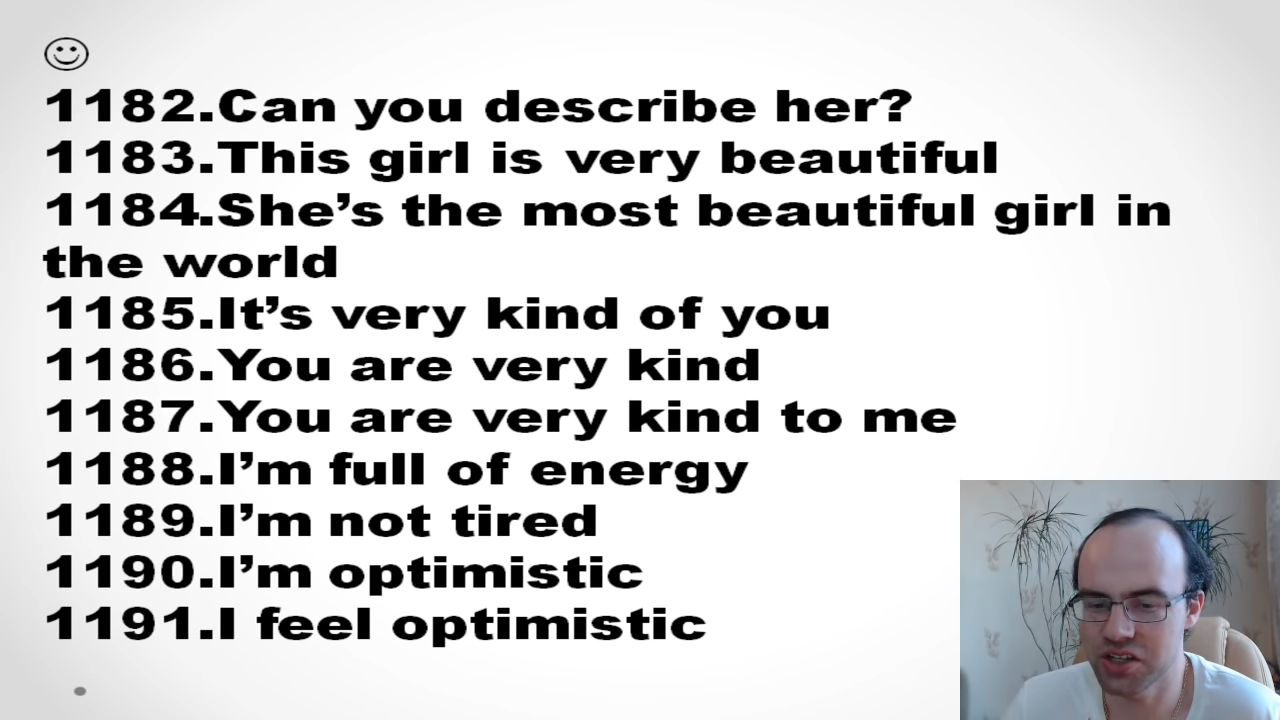 1182.Can you describe her?
1183.This girl is very beautiful
1184.She’s the most beautiful girl in
the world
1185.It’s very kind of you
1186.You are very kind
1187.You are very kind to me
1188.I’m full of energy
1189.I’m not tired
1190.I’m optimistic
1191.I feel optimistic